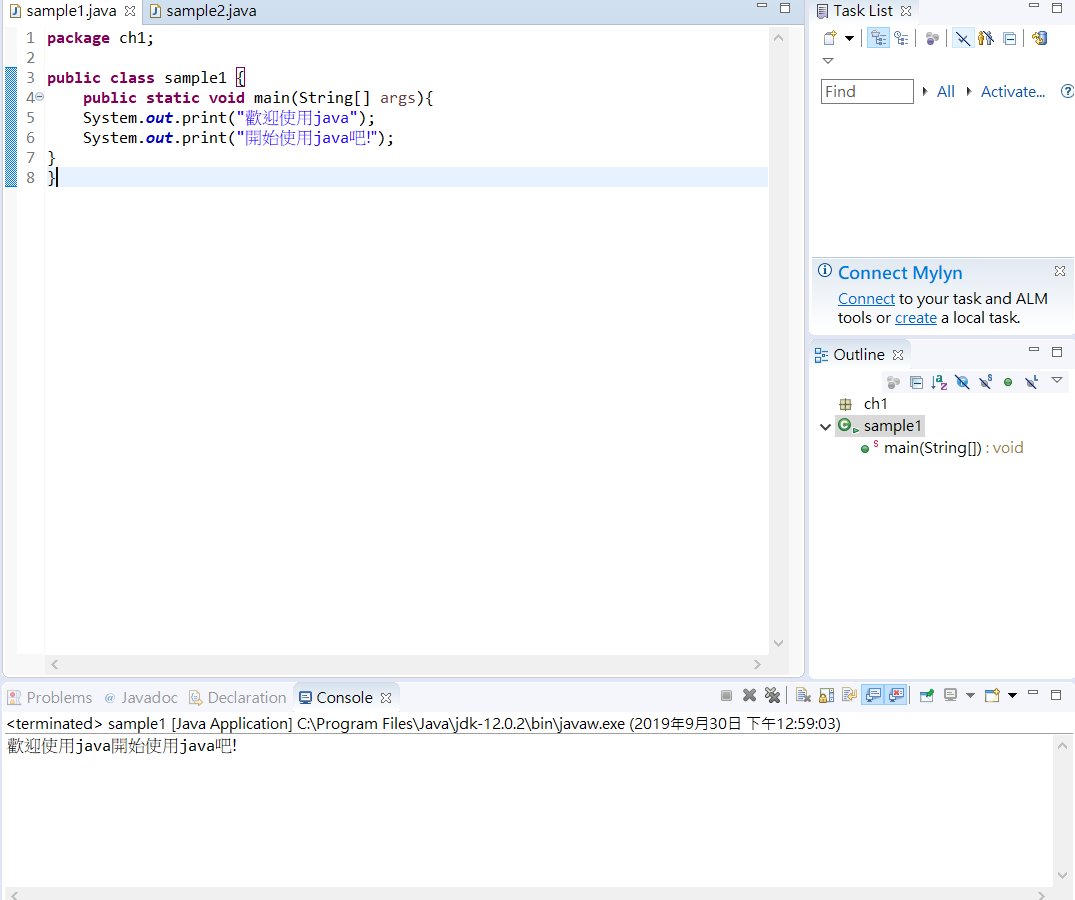 sample1.java sample2.java
1 package ch1;
2
3 public class sample1 {
4 public static void main(String[] args){
5 System.out.print("歡迎使用java");
6 System.out.print("開始使用java吧!");
7 }
8 }
Task List
Find All Activate...
Connect Mylyn
Connect to your task and ALM
tools or create a local task.
Outline
ch1
sample1
main(String[]) : void
Problems Javadoc Declaration Console
<terminated> sample1 [Java Application] C:\Program Files\Java\jdk-12.0.2\bin\javaw.exe (2019年9月30日 下午12:59:03)
歡迎使用java開始使用java吧!